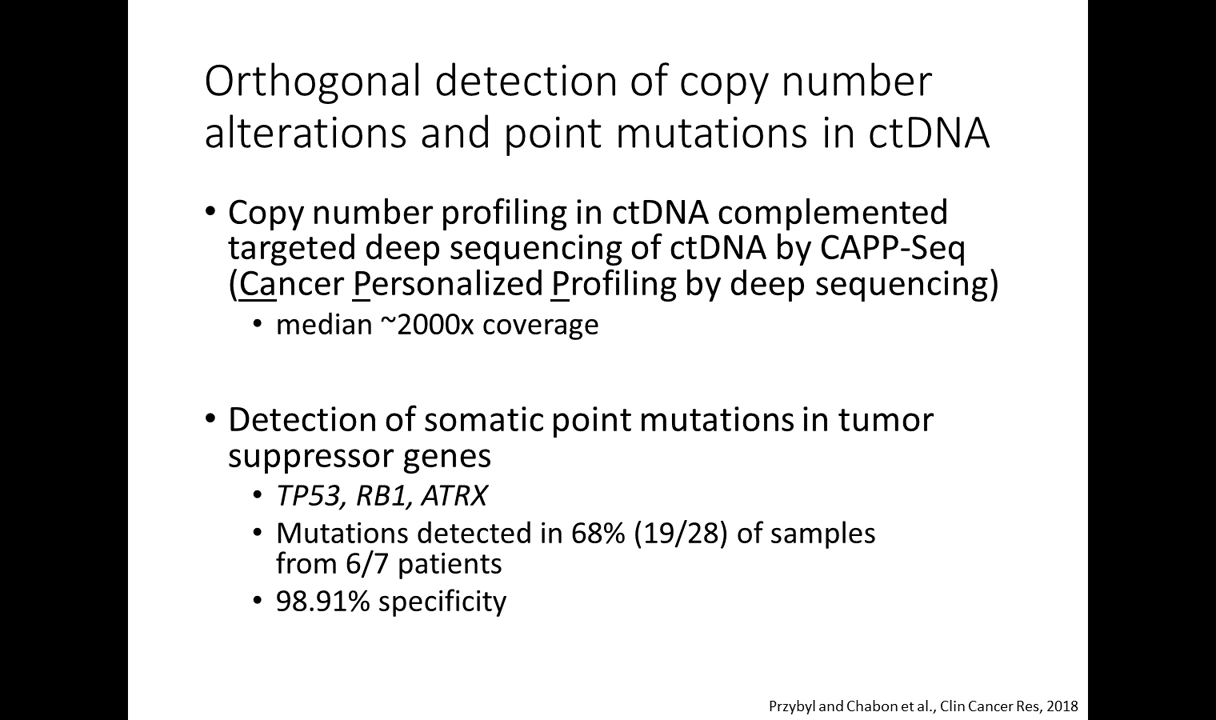 Orthogonal detection of copy number
alterations and point mutations in ctDNA
• Copy number profiling in ctDNA complemented
targeted deep sequencing of ctDNA by CAPP-Seq
(Cancer Personalized Profiling by deep sequencing)
• median ~2000x coverage
• Detection of somatic point mutations in tumor
suppressor genes
• TP53, RB1, ATRX
• Mutations detected in 68% (19/28) of samples
from 6/7 patients
• 98.91% specificity
Przybyl and Chabon et al., Clin Cancer Res, 2018